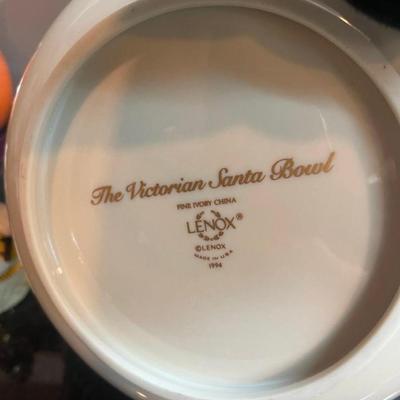 The Victorian Santa Bowl
FINE IVORY CHINA
LENOX®
©LENOX
MADE IN U.S.A.
1994